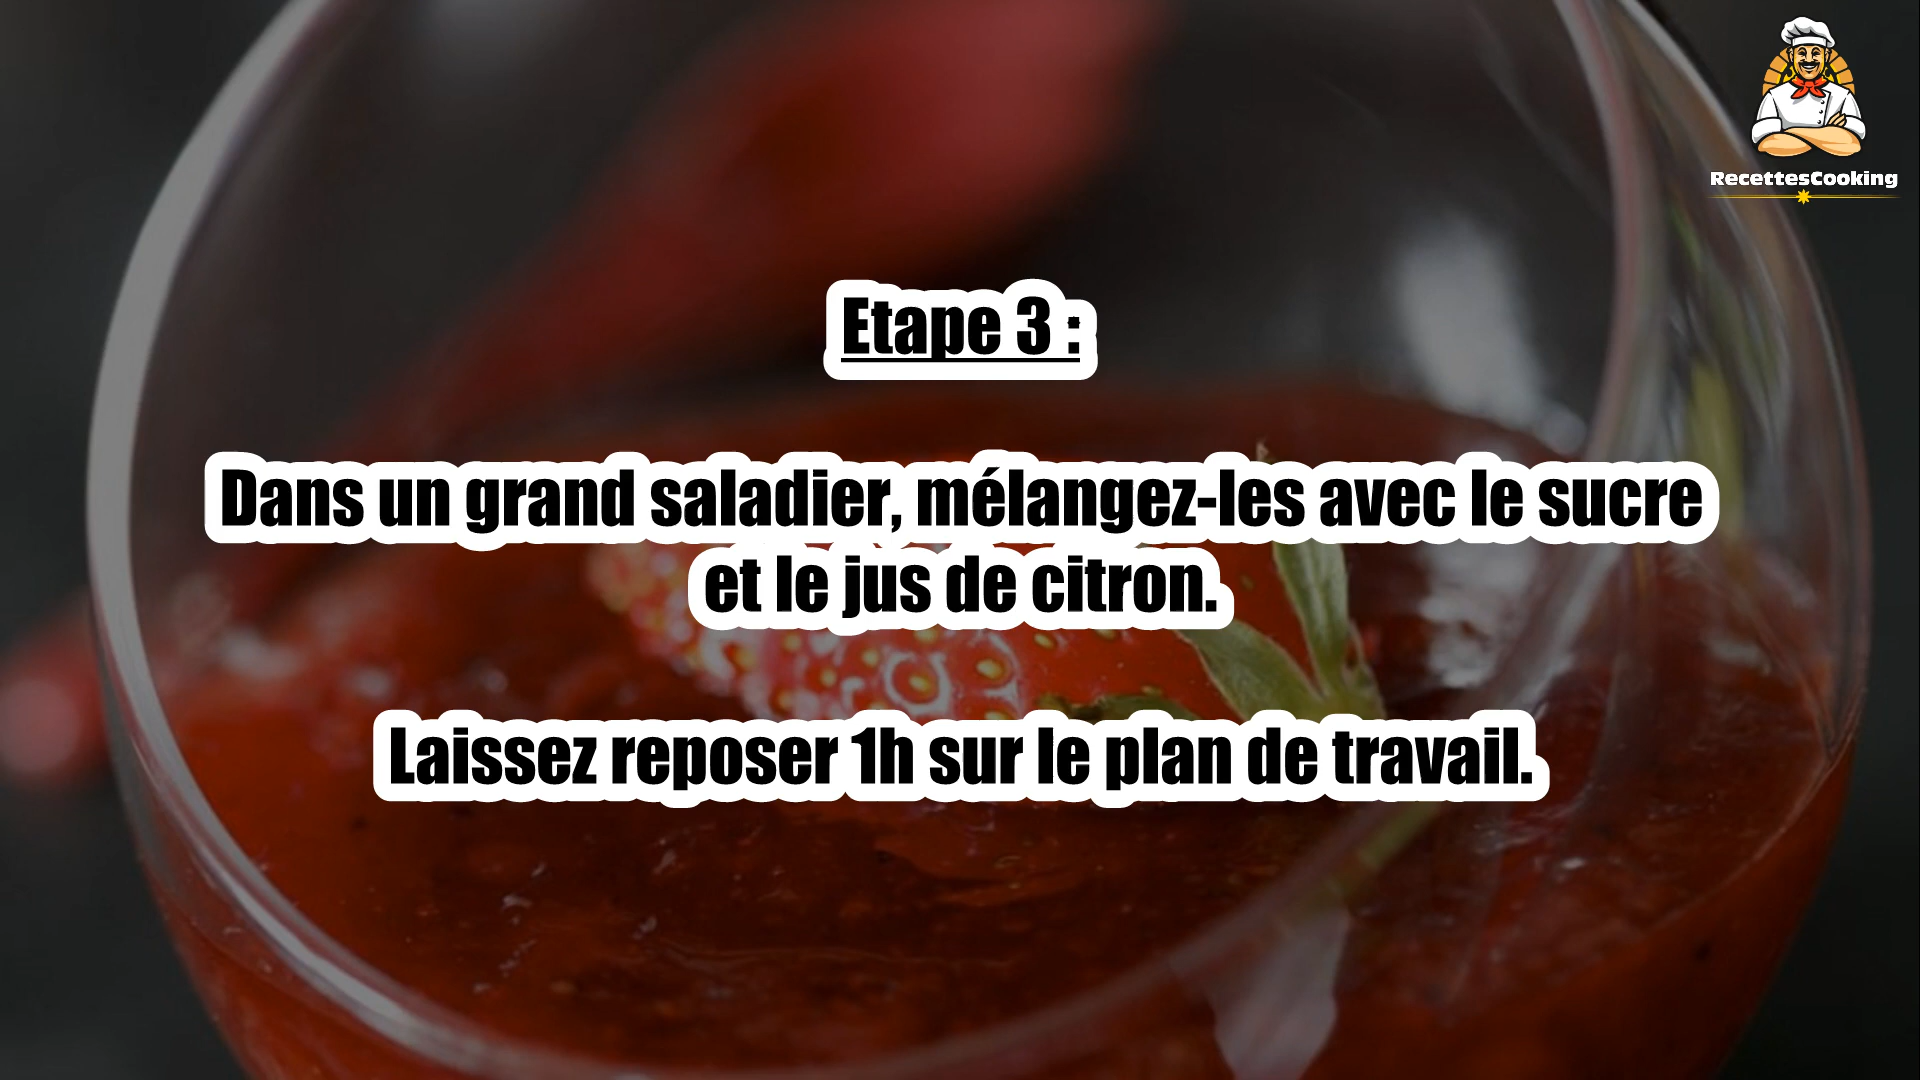 RecettesCooking
Etape 3 :
Dans un grand saladier, mélangez-les avec le sucre
et le jus de citron.
Laissez reposer 1h sur le plan de travail.